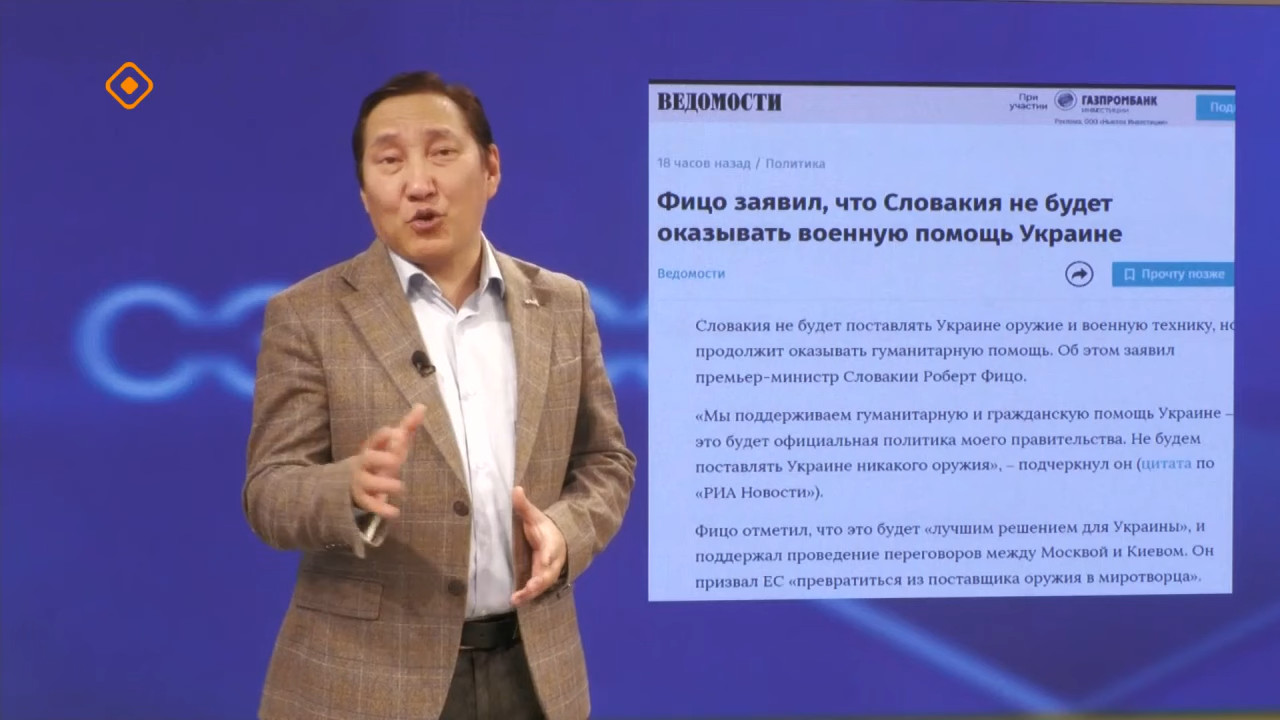 ВЕДОМОСТИ
При участии
ГАЗПРОМБАНК
ИНВЕСТИЦИИ
18 часов назад / Политика
Фицо заявил, что Словакия не будет
оказывать военную помощь Украине
Ведомости
Прочту позже
Словакия не будет поставлять Украине оружие и военную технику, но
продолжит оказывать гуманитарную помощь. Об этом заявил
премьер-министр Словакии Роберт Фицо.
«Мы поддерживаем гуманитарную и гражданскую помощь Украине –
это будет официальная политика моего правительства. Не будем
поставлять Украине никакого оружия», – подчеркнул он (цитата по
«РИА Новости»).
Фицо отметил, что это будет «лучшим решением для Украины», и
поддержал проведение переговоров между Москвой и Киевом. Он
призвал ЕС «превратиться из поставщика оружия в миротворца».